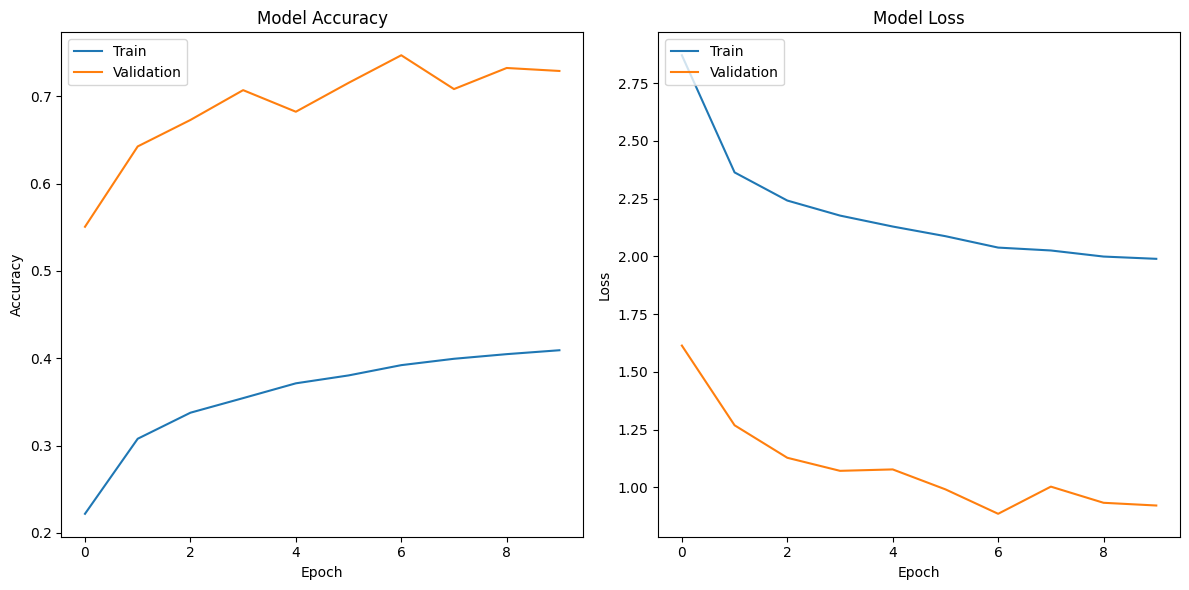 Model Accuracy
Train
Validation
0.7
0.6
0.5
0.4
0.3
0.2
Accuracy
0 2 4 6 8
Epoch
Model Loss
Train
Validation
2.75
2.50
2.25
2.00
1.75
1.50
1.25
1.00
Loss
0 2 4 6 8
Epoch